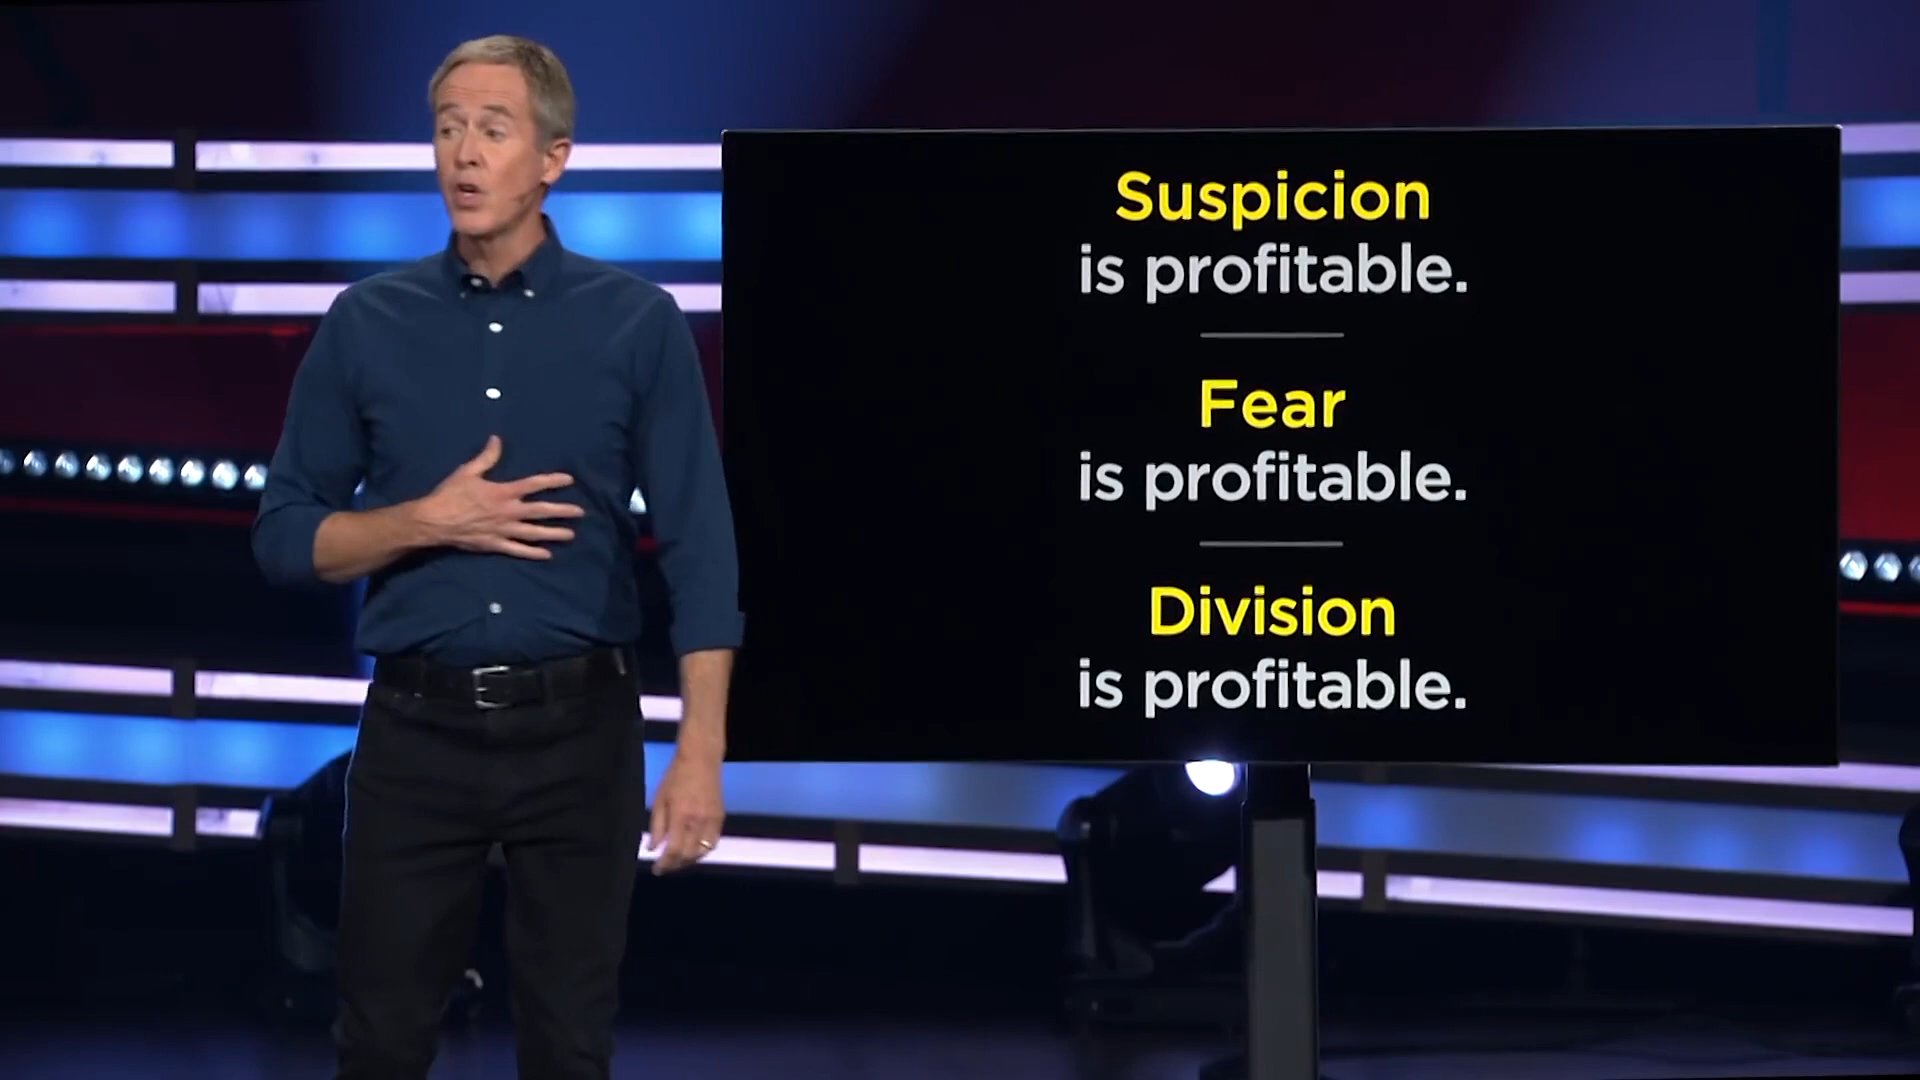 Suspicion
is profitable.
Fear
is profitable.
Division
is profitable.